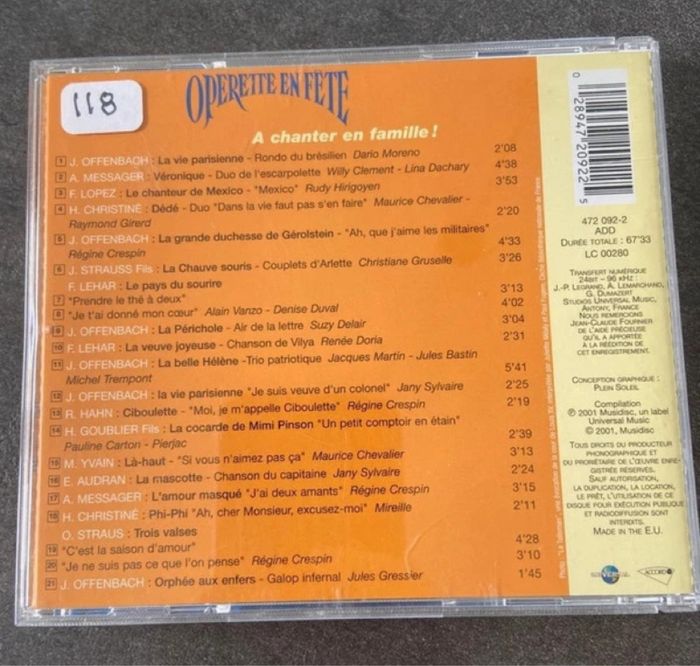 118
OPERETTE EN FÊTE
A chanter en famille !
1 J. OFFENBACH : La vie parisienne - Rondo du brésilien Dario Moreno 2'08
2 A. MESSAGER : Véronique - Duo de l'escarpolette Willy Clement - Lina Dachary 4'38
3 F. LOPEZ : Le chanteur de Mexico - "Mexico" Rudy Hirigoyen 3'53
4 H. CHRISTINÉ : Dédé - Duo "Dans la vie faut pas s'en faire" Maurice Chevalier -
Raymond Girerd 2'20
5 J. OFFENBACH : La grande duchesse de Gérolstein - "Ah, que j'aime les militaires"
Régine Crespin 4'33
6 J. STRAUSS Fils : La Chauve souris - Couplets d'Arlette Christiane Gruselle 3'26
F. LEHAR : Le pays du sourire
7 "Prendre le thé à deux" 3'13
8 "Je t'ai donné mon cœur" Alain Vanzo - Denise Duval 4'02
9 J. OFFENBACH : La Périchole - Air de la lettre Suzy Delair 3'04
10 F. LEHAR : La veuve joyeuse - Chanson de Vilya Renée Doria 2'31
11 J. OFFENBACH : La belle Hélène -Trio patriotique Jacques Martin - Jules Bastin
Michel Trempont 5'41
12 J. OFFENBACH : la vie parisienne "Je suis veuve d'un colonel" Jany Sylvaire 2'25
13 R. HAHN : Ciboulette - "Moi, je m'appelle Ciboulette" Régine Crespin 2'19
14 H. GOUBLIER Fils : La cocarde de Mimi Pinson "Un petit comptoir en étain"
Pauline Carton - Pierjac 2'39
15 M. YVAIN : Là-haut - "Si vous n'aimez pas ça" Maurice Chevalier 3'13
16 E. AUDRAN : La mascotte - Chanson du capitaine Jany Sylvaire 2'24
17 A. MESSAGER : L'amour masqué "J'ai deux amants" Régine Crespin 3'15
18 H. CHRISTINÉ : Phi-Phi "Ah, cher Monsieur, excusez-moi" Mireille 2'11
O. STRAUS : Trois valses
19 "C'est la saison d'amour" 4'28
20 "Je ne suis pas ce que l'on pense" Régine Crespin 3'10
21 J. OFFENBACH : Orphée aux enfers - Galop infernal Jules Gressier 1'45
0 28947 20922 5
472 092-2
ADD
DURÉE TOTALE : 67'33
LC 00280
TRANSFERT NUMÉRIQUE
24BIT - 96 KHZ :
J.-P. LEGRAND, A. LEMARCHAND,
G. DUMAZERT
STUDIOS UNIVERSAL MUSIC,
ANTONY, FRANCE
NOUS REMERCIONS
JEAN-CLAUDE FOURNIER
DE L'AIDE PRÉCIEUSE
QU'IL A APPORTÉE
À LA RÉÉDITION DE
CET ENREGISTREMENT.
CONCEPTION GRAPHIQUE :
PLEIN SOLEIL
Compilation
℗ 2001 Musidisc, un label
Universal Music
© 2001, Musidisc
TOUS DROITS DU PRODUCTEUR
PHONOGRAPHIQUE ET
DU PROPRIÉTAIRE DE L'ŒUVRE ENREGISTRÉE
RÉSERVÉS.
SAUF AUTORISATION,
LA DUPLICATION, LA LOCATION,
LE PRÊT, L'UTILISATION DE CE
DISQUE POUR EXÉCUTION PUBLIQUE
ET RADIODIFFUSION SONT
INTERDITS.
MADE IN THE E.U.
UNIVERSAL
ACCORD